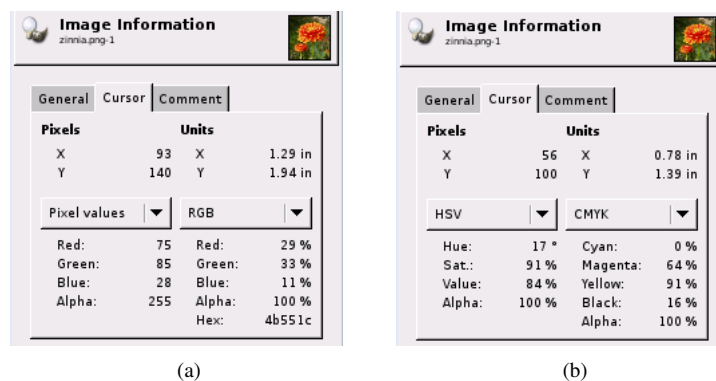 Image Information
zinnia.png-1
General Cursor Comment
Pixels Units
X 93 X 1.29 in
Y 140 Y 1.94 in
Pixel values RGB
Red: 75 Red: 29 %
Green: 85 Green: 33 %
Blue: 28 Blue: 11 %
Alpha: 255 Alpha: 100 %
Hex: 4b551c
(a)
Image Information
zinnia.png-1
General Cursor Comment
Pixels Units
X 56 X 0.78 in
Y 100 Y 1.39 in
HSV CMYK
Hue: 17 ° Cyan: 0 %
Sat.: 91 % Magenta: 64 %
Value: 84 % Yellow: 91 %
Alpha: 100 % Black: 16 %
Alpha: 100 %
(b)